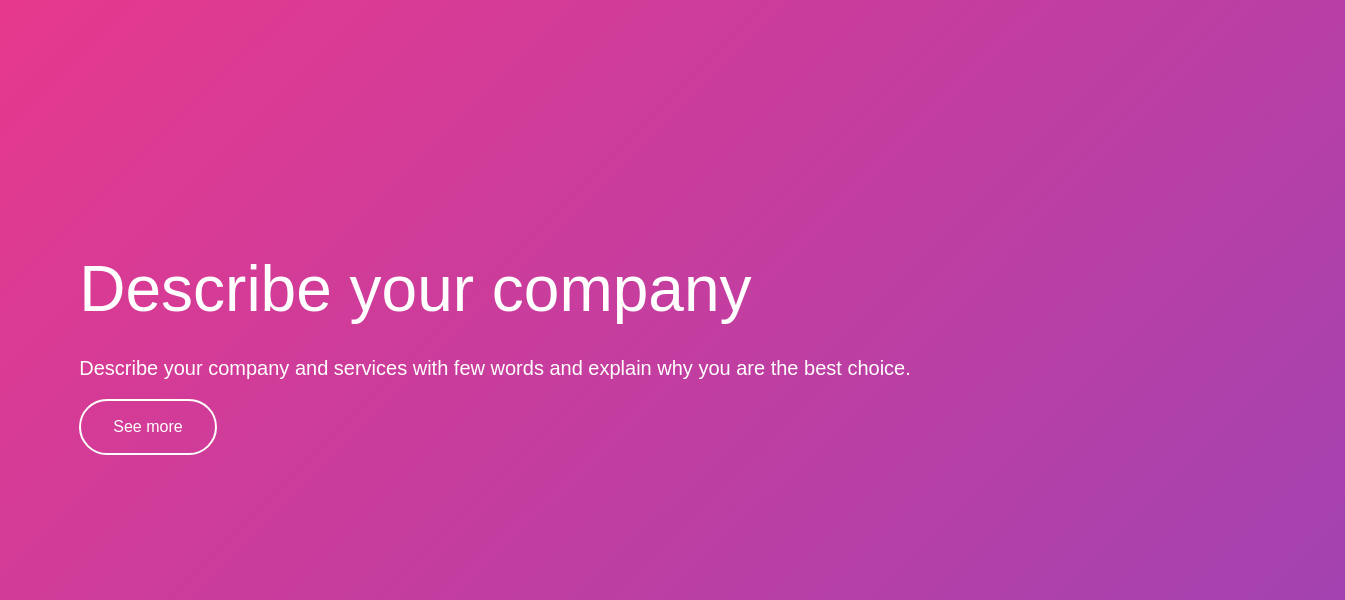 Describe your company
Describe your company and services with few words and explain why you are the best choice.
See more